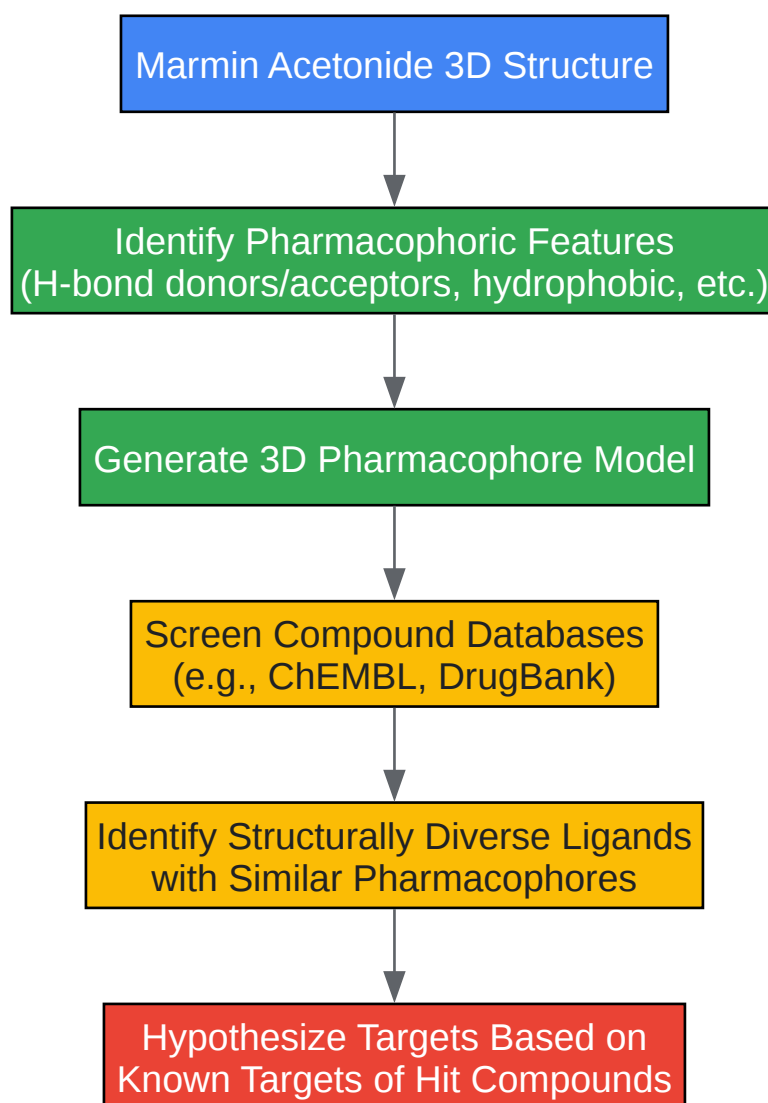 Marmin Acetonide 3D Structure
Identify Pharmacophoric Features
(H-bond donors/acceptors, hydrophobic, etc.)
Generate 3D Pharmacophore Model
Screen Compound Databases
(e.g., ChEMBL, DrugBank)
Identify Structurally Diverse Ligands
with Similar Pharmacophores
Hypothesize Targets Based on
Known Targets of Hit Compounds